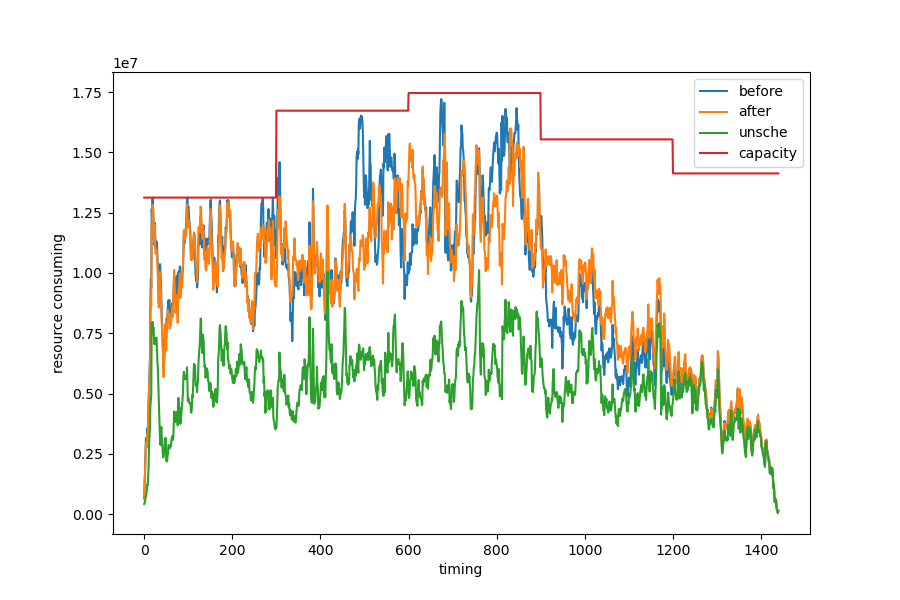 1e7
1.75
1.50
1.25
1.00
0.75
0.50
0.25
0.00
resource consuming
before
after
unsche
capacity
0 200 400 600 800 1000 1200 1400
timing